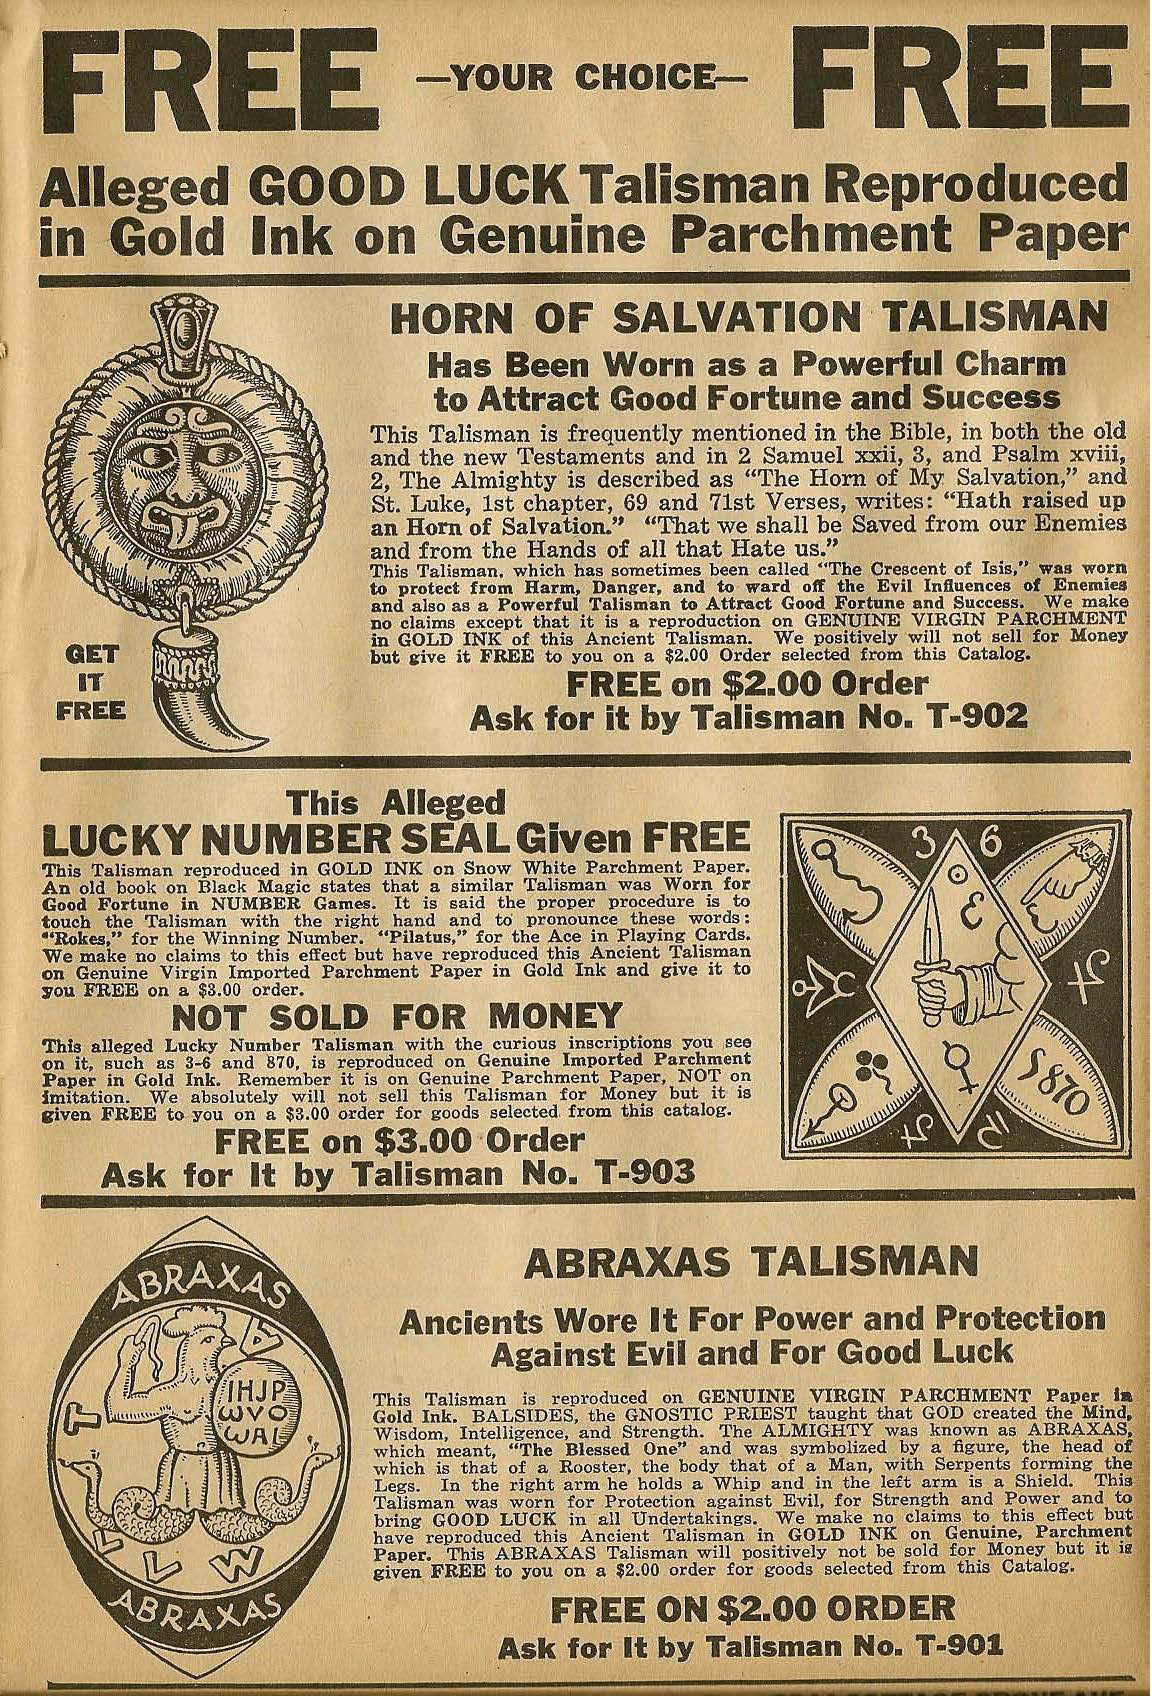 FREE —YOUR CHOICE— FREE
Alleged GOOD LUCK Talisman Reproduced
in Gold Ink on Genuine Parchment Paper
HORN OF SALVATION TALISMAN
Has Been Worn as a Powerful Charm
to Attract Good Fortune and Success
This Talisman is frequently mentioned in the Bible, in both the old
and the new Testaments and in 2 Samuel xxii, 3, and Psalm xviii,
2, The Almighty is described as "The Horn of My Salvation," and
St. Luke, 1st chapter, 69 and 71st Verses, writes: "Hath raised up
an Horn of Salvation." "That we shall be Saved from our Enemies
and from the Hands of all that Hate us."
This Talisman, which has sometimes been called "The Crescent of Isis," was worn
to protect from Harm, Danger, and to ward off the Evil Influences of Enemies
and also as a Powerful Talisman to Attract Good Fortune and Success. We make
no claims except that it is a reproduction on GENUINE VIRGIN PARCHMENT
in GOLD INK of this Ancient Talisman. We positively will not sell for Money
but give it FREE to you on a $2.00 Order selected from this Catalog.
GET
IT
FREE
FREE on $2.00 Order
Ask for it by Talisman No. T-902
This Alleged
LUCKY NUMBER SEAL Given FREE
This Talisman reproduced in GOLD INK on Snow White Parchment Paper.
An old book on Black Magic states that a similar Talisman was Worn for
Good Fortune in NUMBER Games. It is said the proper procedure is to
touch the Talisman with the right hand and to pronounce these words:
"Rokes," for the Winning Number. "Pilatus," for the Ace in Playing Cards.
We make no claims to this effect but have reproduced this Ancient Talisman
on Genuine Virgin Imported Parchment Paper in Gold Ink and give it to
you FREE on a $3.00 order.
NOT SOLD FOR MONEY
This alleged Lucky Number Talisman with the curious inscriptions you see
on it, such as 3-6 and 870, is reproduced on Genuine Imported Parchment
Paper in Gold Ink. Remember it is on Genuine Parchment Paper, NOT on
imitation. We absolutely will not sell this Talisman for Money but it is
given FREE to you on a $3.00 order for goods selected from this catalog.
FREE on $3.00 Order
Ask for It by Talisman No. T-903
3 6
870
ABRAXAS
IHJP
WVO
WAL
T
A
L L W
ABRAXAS
ABRAXAS TALISMAN
Ancients Wore It For Power and Protection
Against Evil and For Good Luck
This Talisman is reproduced on GENUINE VIRGIN PARCHMENT Paper in
Gold Ink. BALSIDES, the GNOSTIC PRIEST taught that GOD created the Mind,
Wisdom, Intelligence, and Strength. The ALMIGHTY was known as ABRAXAS,
which meant, "The Blessed One" and was symbolized by a figure, the head of
which is that of a Rooster, the body that of a Man, with Serpents forming the
Legs. In the right arm he holds a Whip and in the left arm is a Shield. This
Talisman was worn for Protection against Evil, for Strength and Power and to
bring GOOD LUCK in all Undertakings. We make no claims to this effect but
have reproduced this Ancient Talisman in GOLD INK on Genuine, Parchment
Paper. This ABRAXAS Talisman will positively not be sold for Money but it is
given FREE to you on a $2.00 order for goods selected from this Catalog.
FREE ON $2.00 ORDER
Ask for It by Talisman No. T-901